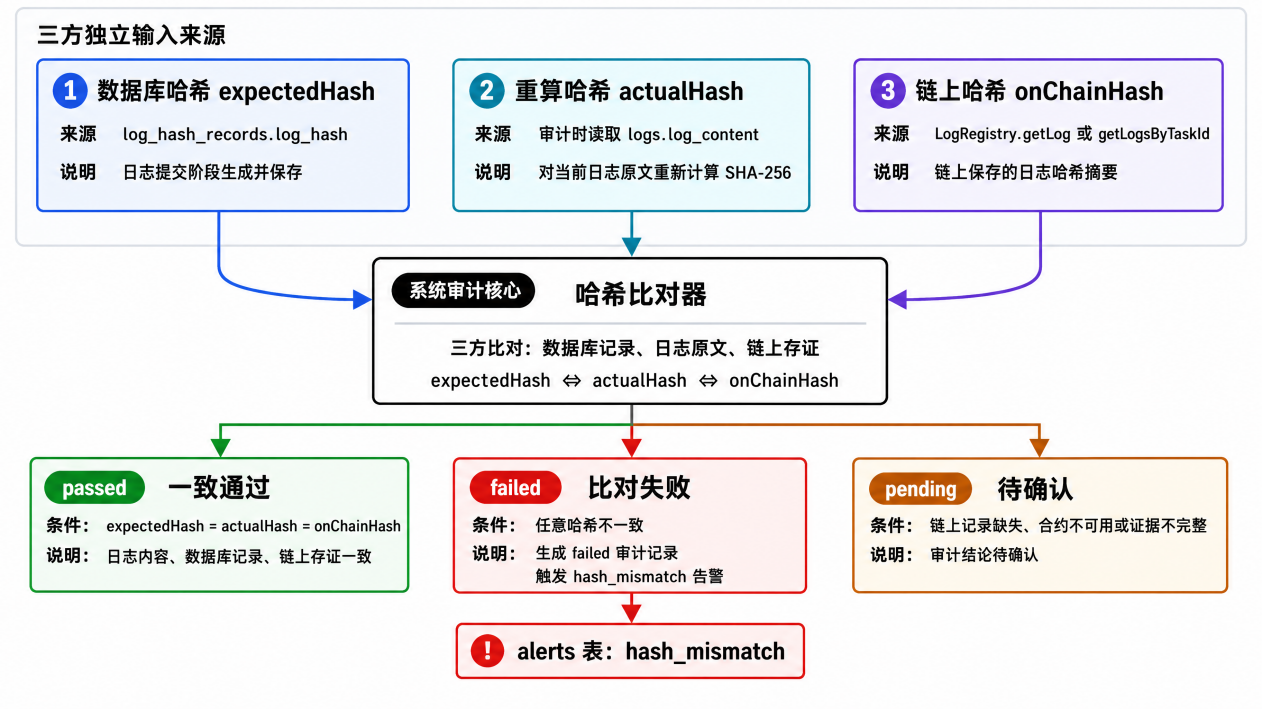 三方独立输入来源
1 数据库哈希 expectedHash
来源 log_hash_records.log_hash
说明 日志提交阶段生成并保存
2 重算哈希 actualHash
来源 审计时读取 logs.log_content
说明 对当前日志原文重新计算 SHA-256
3 链上哈希 onChainHash
来源 LogRegistry.getLog 或 getLogsByTaskId
说明 链上保存的日志哈希摘要
系统审计核心 哈希比对器
三方比对：数据库记录、日志原文、链上存证
expectedHash ⇔ actualHash ⇔ onChainHash
passed 一致通过
条件： expectedHash = actualHash = onChainHash
说明： 日志内容、数据库记录、链上存证一致
failed 比对失败
条件： 任意哈希不一致
说明： 生成 failed 审计记录
触发 hash_mismatch 告警
pending 待确认
条件： 链上记录缺失、合约不可用或证据不完整
说明： 审计结论待确认
! alerts 表：hash_mismatch